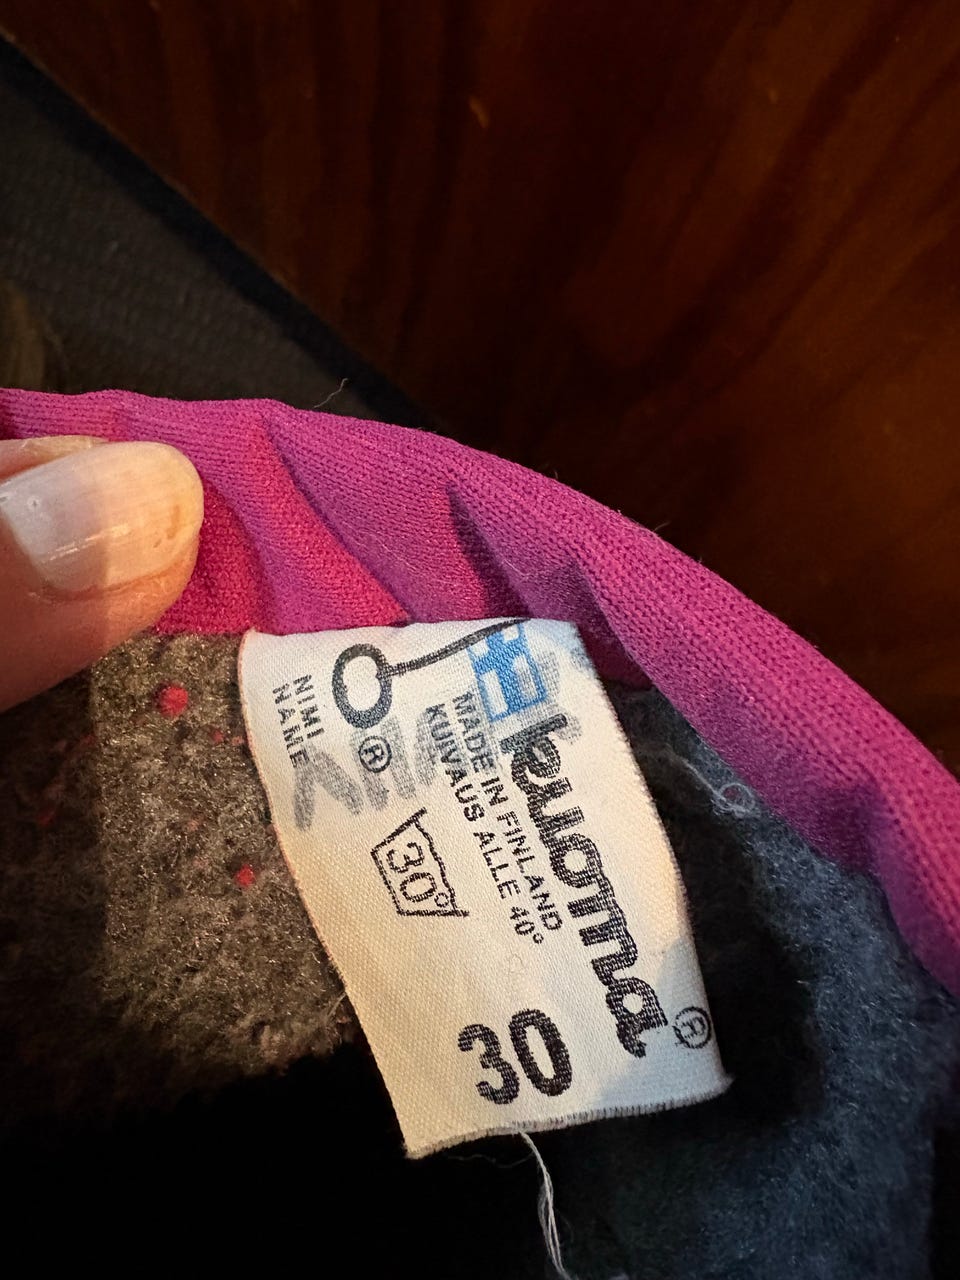 kuoma®
MADE IN FINLAND
KUIVAUS ALLE 40°
30°
®
NIMI
NAME
30